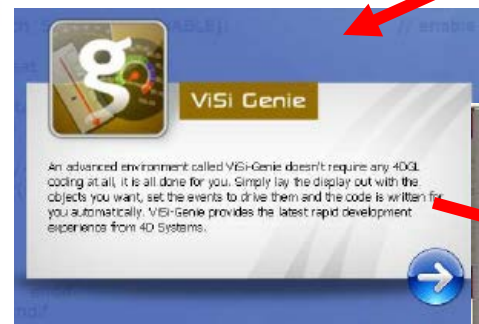 // enable
g
ViSi Genie
An advanced environment called ViSi-Genie doesn't require any 4DGL
coding at all, it is all done for you. Simply lay the display out with the
objects you want, set the events to drive them and the code is written for
you automatically. ViSi-Genie provides the latest rapid development
experience from 4D Systems.